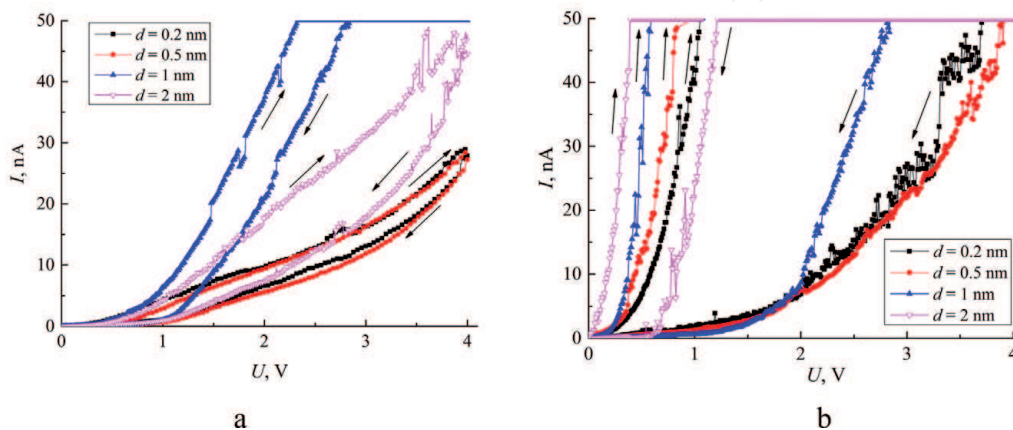 50
40
30
20
10
0
I, nA
d = 0.2 nm
d = 0.5 nm
d = 1 nm
d = 2 nm
0 1 2 3 4
U, V
a
50
40
30
20
10
0
I, nA
d = 0.2 nm
d = 0.5 nm
d = 1 nm
d = 2 nm
0 1 2 3 4
U, V
b